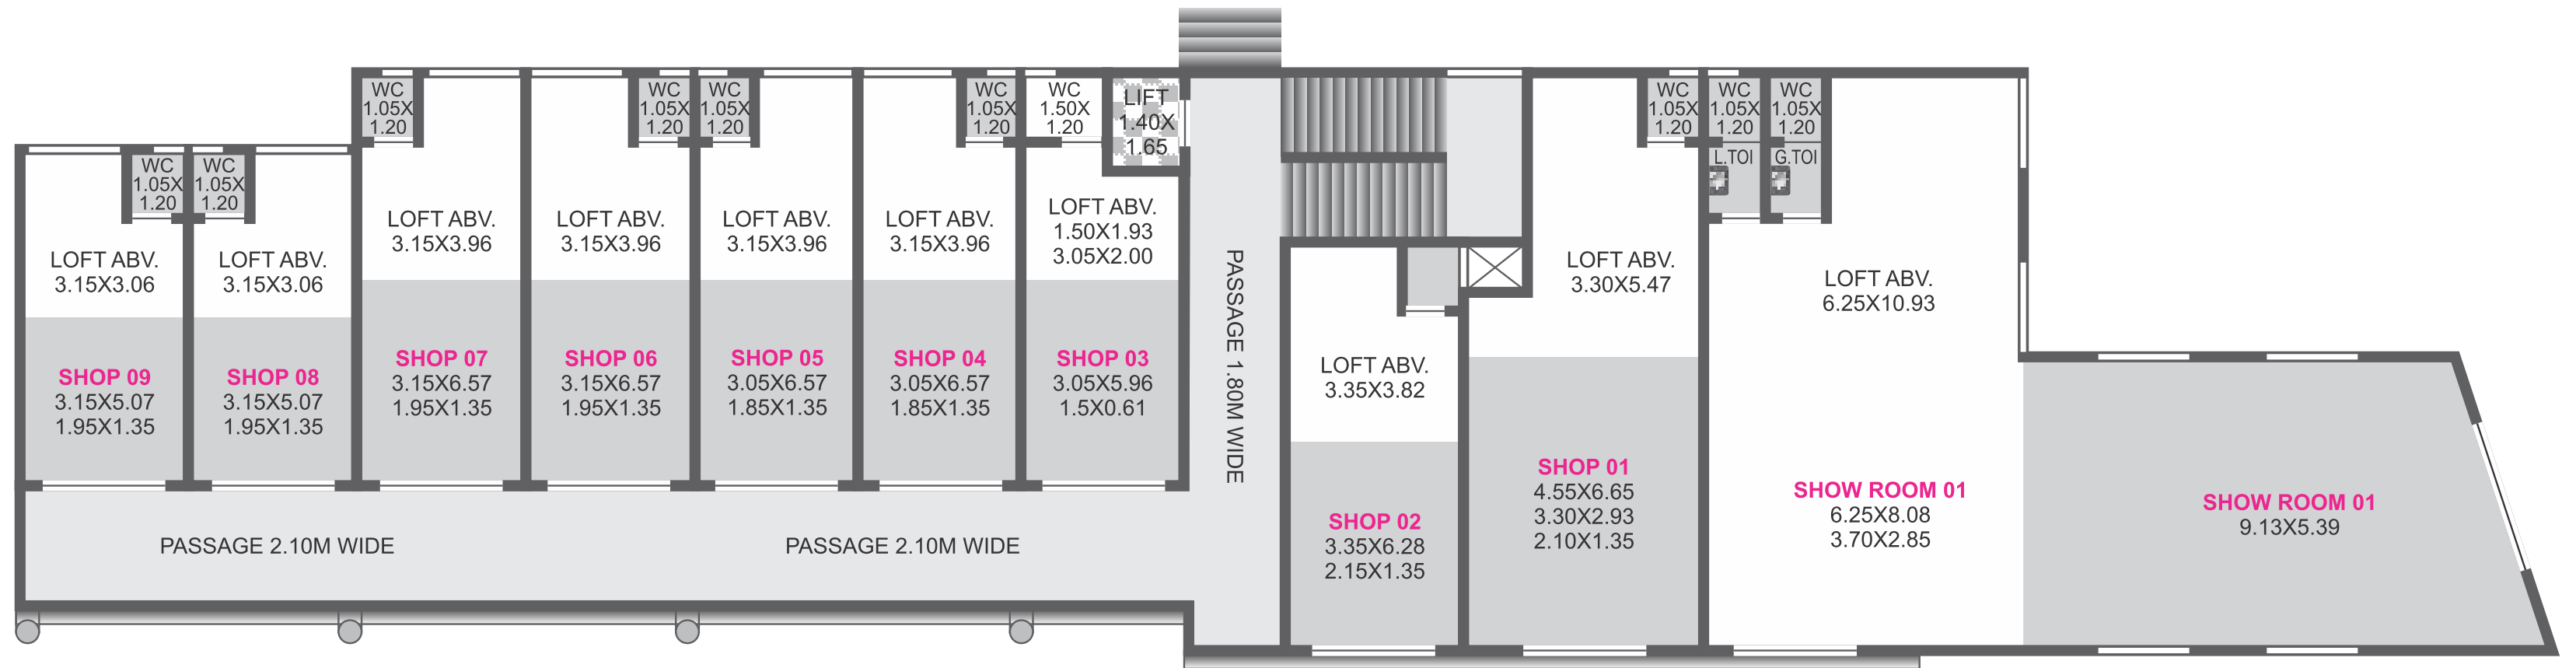 WC
1.05X
1.20
WC
1.05X
1.20
LOFT ABV.
3.15X3.06
LOFT ABV.
3.15X3.06
SHOP 09
3.15X5.07
1.95X1.35
SHOP 08
3.15X5.07
1.95X1.35
WC
1.05X
1.20
LOFT ABV.
3.15X3.96
SHOP 07
3.15X6.57
1.95X1.35
WC
1.05X
1.20
LOFT ABV.
3.15X3.96
SHOP 06
3.15X6.57
1.95X1.35
WC
1.05X
1.20
LOFT ABV.
3.15X3.96
SHOP 05
3.05X6.57
1.85X1.35
WC
1.05X
1.20
LOFT ABV.
3.15X3.96
SHOP 04
3.05X6.57
1.85X1.35
WC
1.50X
1.20
LOFT ABV.
1.50X1.93
3.05X2.00
SHOP 03
3.05X5.96
1.5X0.61
LIFT
1.40X
1.65
PASSAGE 2.10M WIDE
PASSAGE 2.10M WIDE
PASSAGE 1.80M WIDE
LOFT ABV.
3.35X3.82
SHOP 02
3.35X6.28
2.15X1.35
WC
1.05X
1.20
LOFT ABV.
3.30X5.47
SHOP 01
4.55X6.65
3.30X2.93
2.10X1.35
WC
1.05X
1.20
L.TOI
WC
1.05X
1.20
G.TOI
LOFT ABV.
6.25X10.93
SHOW ROOM 01
6.25X8.08
3.70X2.85
SHOW ROOM 01
9.13X5.39